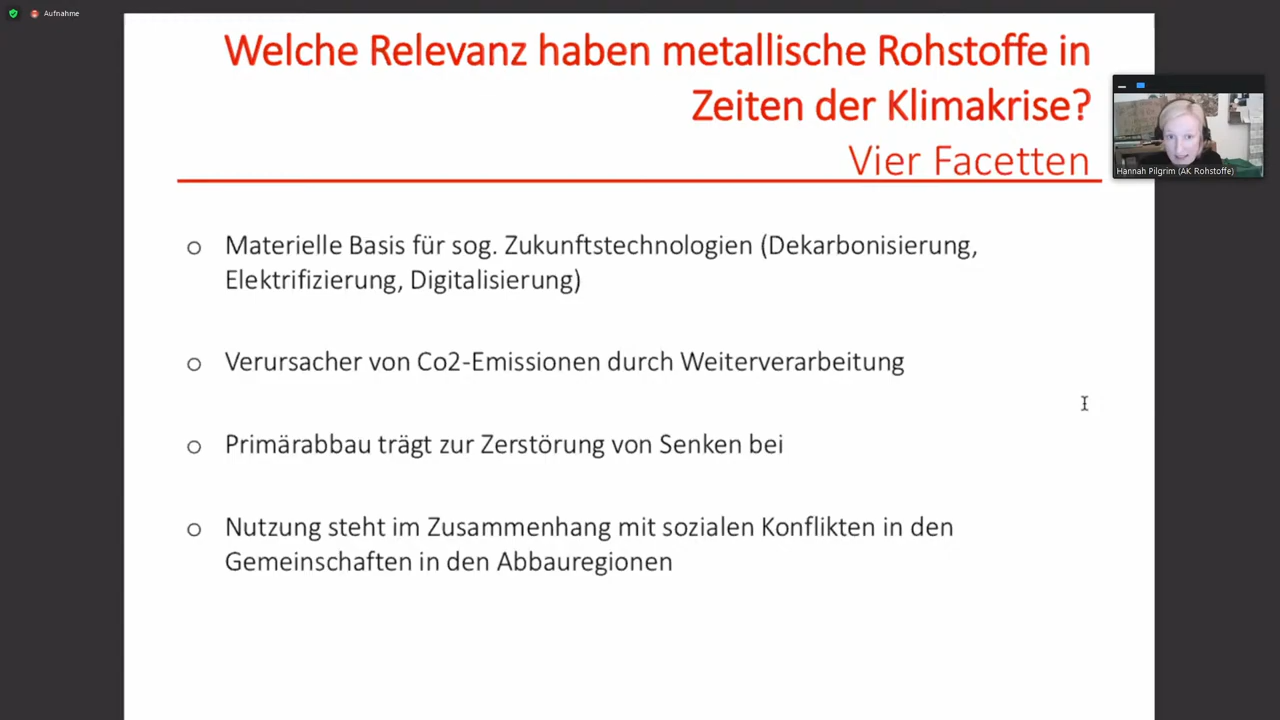 Aufnahme
Welche Relevanz haben metallische Rohstoffe in
Zeiten der Klimakrise?
Vier Facetten
Hannah Pilgrim (AK Rohstoffe)
o Materielle Basis für sog. Zukunftstechnologien (Dekarbonisierung,
Elektrifizierung, Digitalisierung)
o Verursacher von Co2-Emissionen durch Weiterverarbeitung
o Primärabbau trägt zur Zerstörung von Senken bei
o Nutzung steht im Zusammenhang mit sozialen Konflikten in den
Gemeinschaften in den Abbauregionen